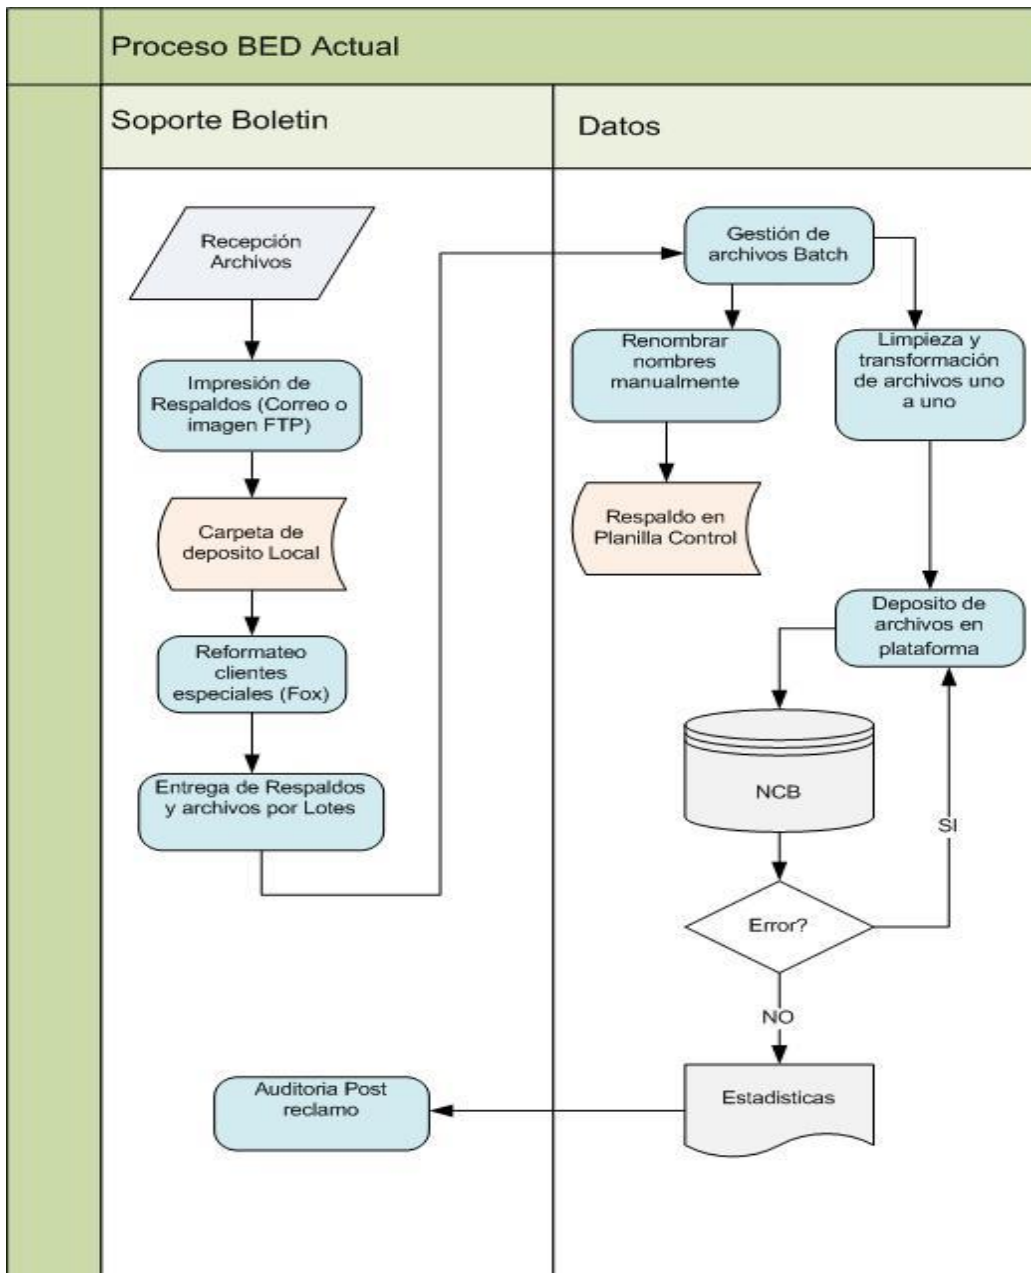 Proceso BED Actual
Soporte Boletin
Datos
Recepción
Archivos
Impresión de
Respaldos (Correo o
imagen FTP)
Carpeta de
deposito Local
Reformateo
clientes
especiales (Fox)
Entrega de Respaldos
y archivos por Lotes
Gestión de
archivos Batch
Renombrar
nombres
manualmente
Limpieza y
transformación
de archivos uno
a uno
Respaldo en
Planilla Control
Deposito de
archivos en
plataforma
NCB
SI
Error?
NO
Estadisticas
Auditoria Post
reclamo